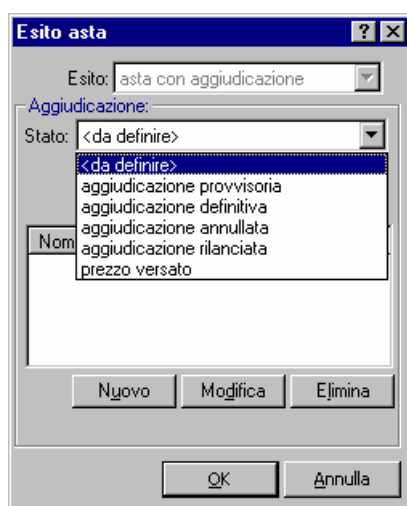 Esito asta
Esito: asta con aggiudicazione
Aggiudicazione:
Stato: <da definire>
<da definire>
aggiudicazione provvisoria
aggiudicazione definitiva
aggiudicazione annullata
aggiudicazione rilanciata
prezzo versato
Nom
Nuovo Modifica Elimina
OK Annulla